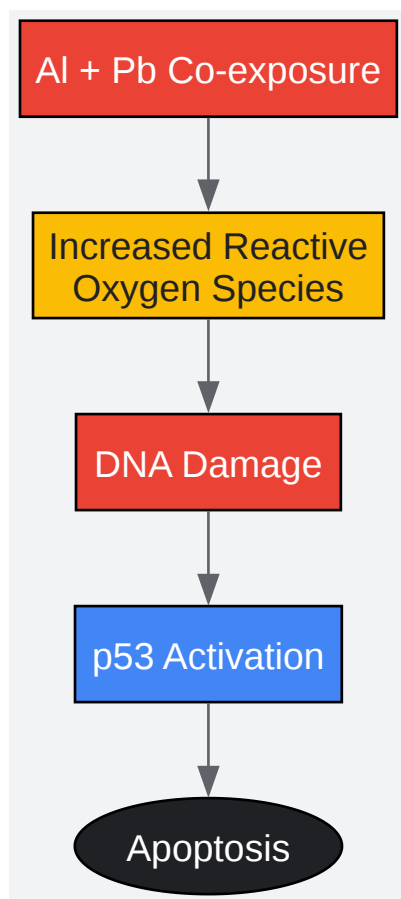 Al + Pb Co-exposure
Increased Reactive
Oxygen Species
DNA Damage
p53 Activation
Apoptosis